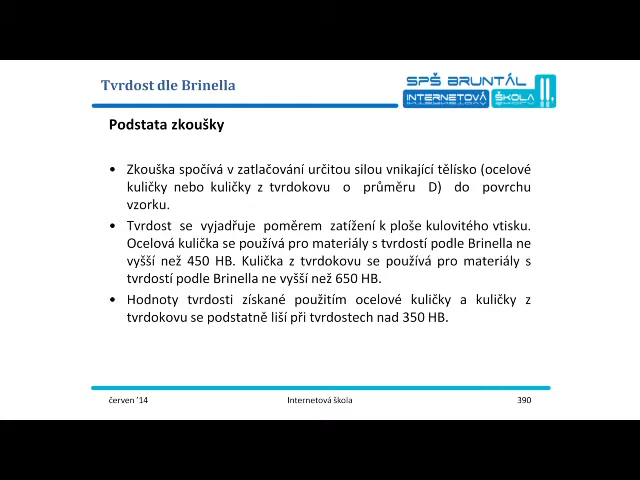 Tvrdost dle Brinella
SPŠ BRUNTÁL
INTERNETOVÁ ŠKOLA !!
Podstata zkoušky
• Zkouška spočívá v zatlačování určitou silou vnikající tělísko (ocelové
kuličky nebo kuličky z tvrdokovu o průměru D) do povrchu
vzorku.
• Tvrdost se vyjadřuje poměrem zatížení k ploše kulovitého vtisku.
Ocelová kulička se používá pro materiály s tvrdostí podle Brinella ne
vyšší než 450 HB. Kulička z tvrdokovu se používá pro materiály s
tvrdostí podle Brinella ne vyšší než 650 HB.
• Hodnoty tvrdosti získané použitím ocelové kuličky a kuličky z
tvrdokovu se podstatně liší při tvrdostech nad 350 HB.
červen ’14 Internetová škola 390